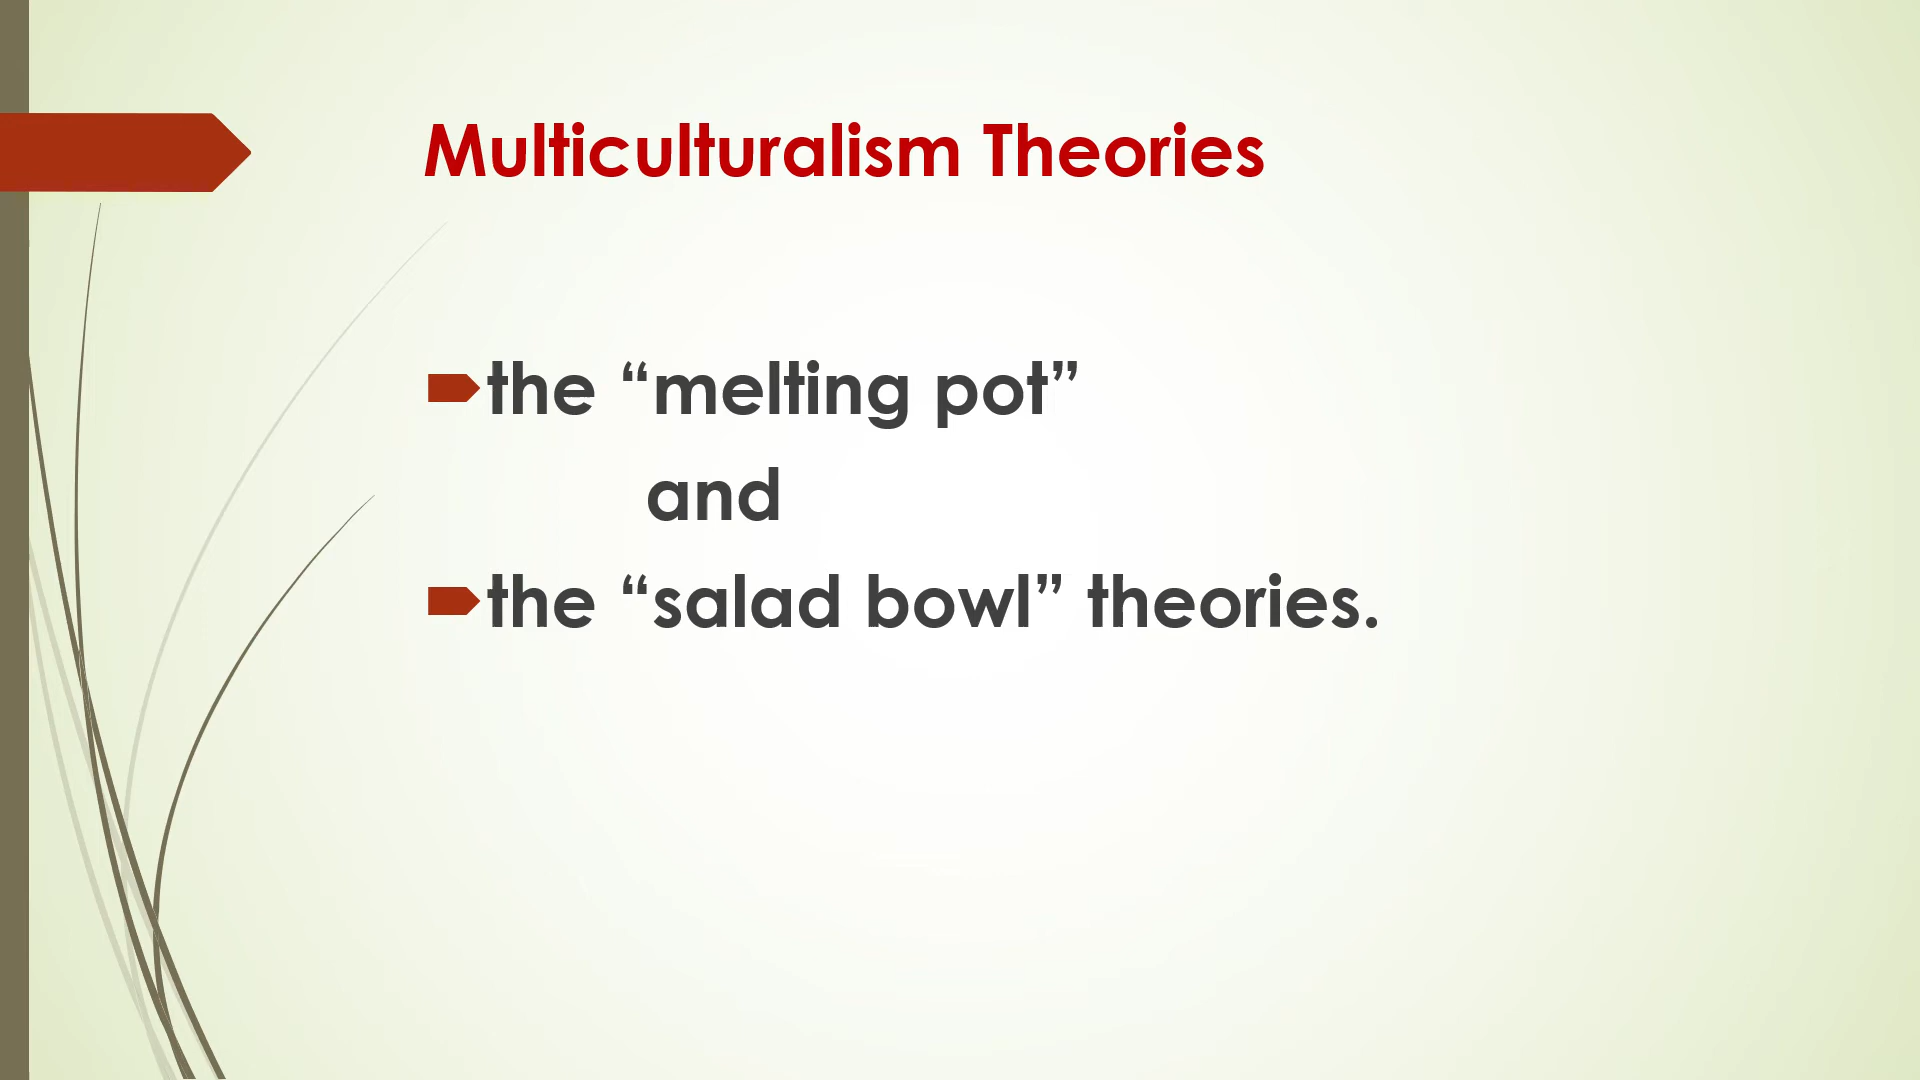 Multiculturalism Theories
the “melting pot”
and
the “salad bowl” theories.